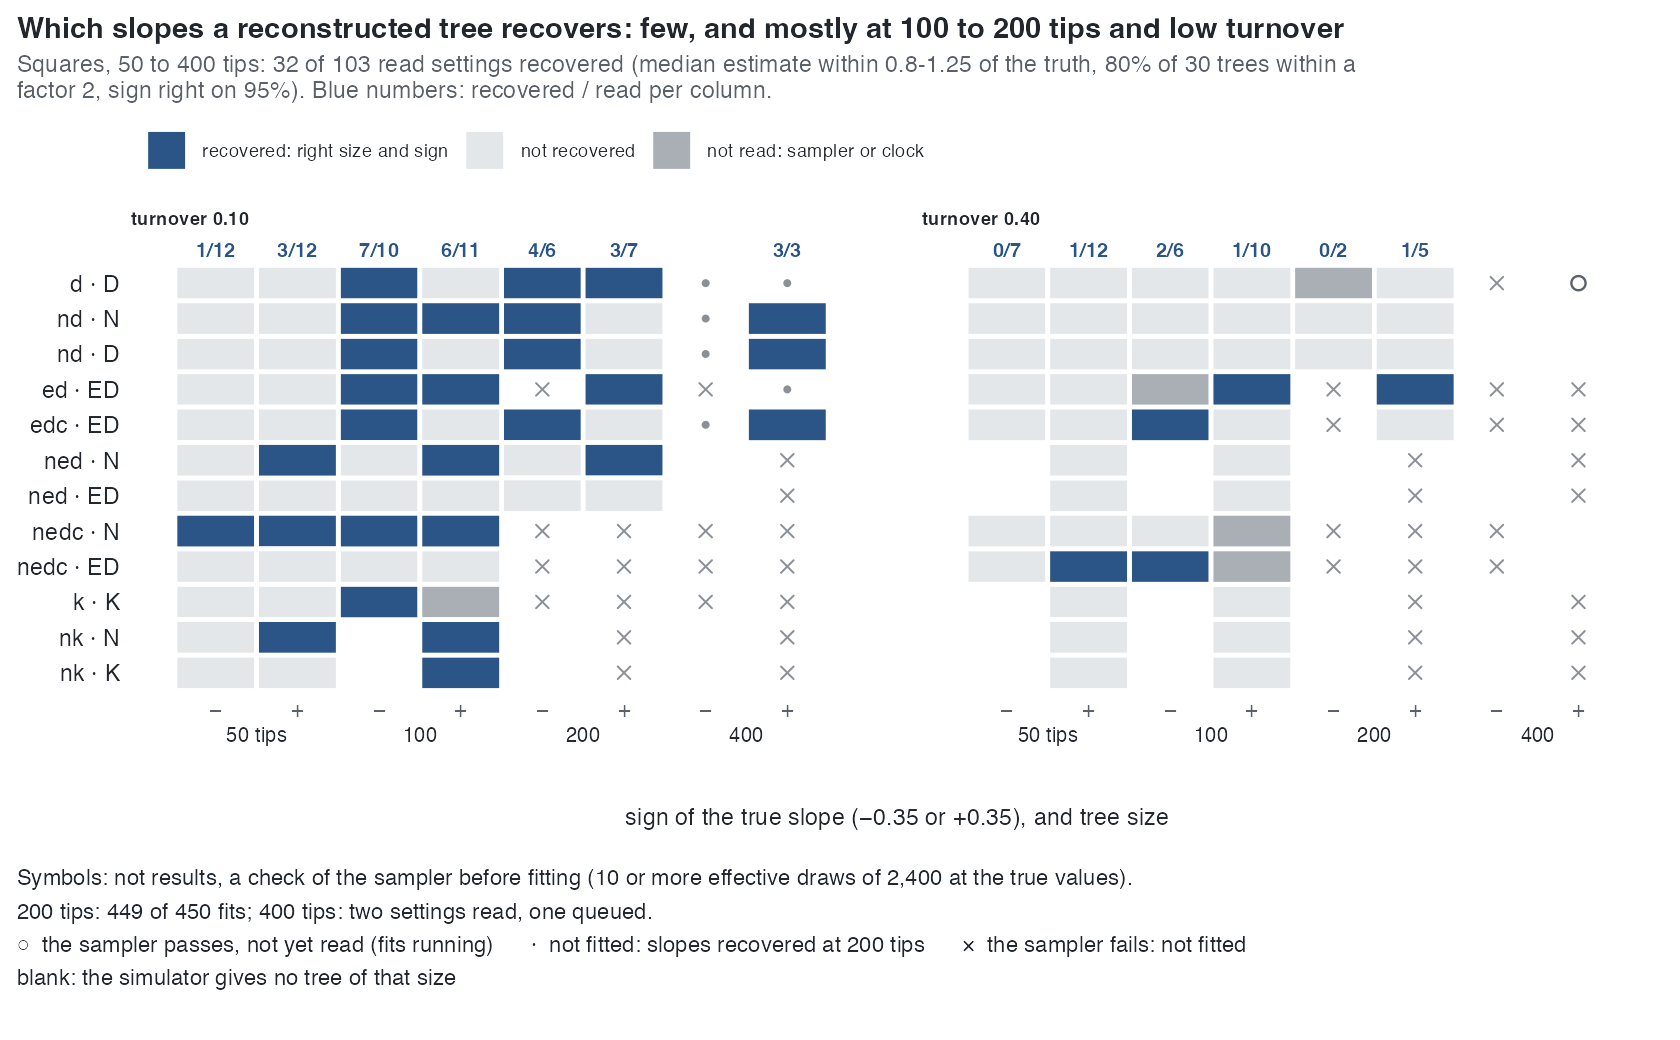 Which slopes a reconstructed tree recovers: few, and mostly at 100 to 200 tips and low turnover
Squares, 50 to 400 tips: 32 of 103 read settings recovered (median estimate within 0.8-1.25 of the truth, 80% of 30 trees within a
factor 2, sign right on 95%). Blue numbers: recovered / read per column.
recovered: right size and sign not recovered not read: sampler or clock
turnover 0.10 turnover 0.40
1/12 3/12 7/10 6/11 4/6 3/7 3/3 0/7 1/12 2/6 1/10 0/2 1/5
d · D
nd · N
nd · D
ed · ED
edc · ED
ned · N
ned · ED
nedc · N
nedc · ED
k · K
nk · N
nk · K
− + − + − + − + − + − + − + − +
50 tips 100 200 400 50 tips 100 200 400
sign of the true slope (−0.35 or +0.35), and tree size
Symbols: not results, a check of the sampler before fitting (10 or more effective draws of 2,400 at the true values).
200 tips: 449 of 450 fits; 400 tips: two settings read, one queued.
○ the sampler passes, not yet read (fits running) · not fitted: slopes recovered at 200 tips × the sampler fails: not fitted
blank: the simulator gives no tree of that size